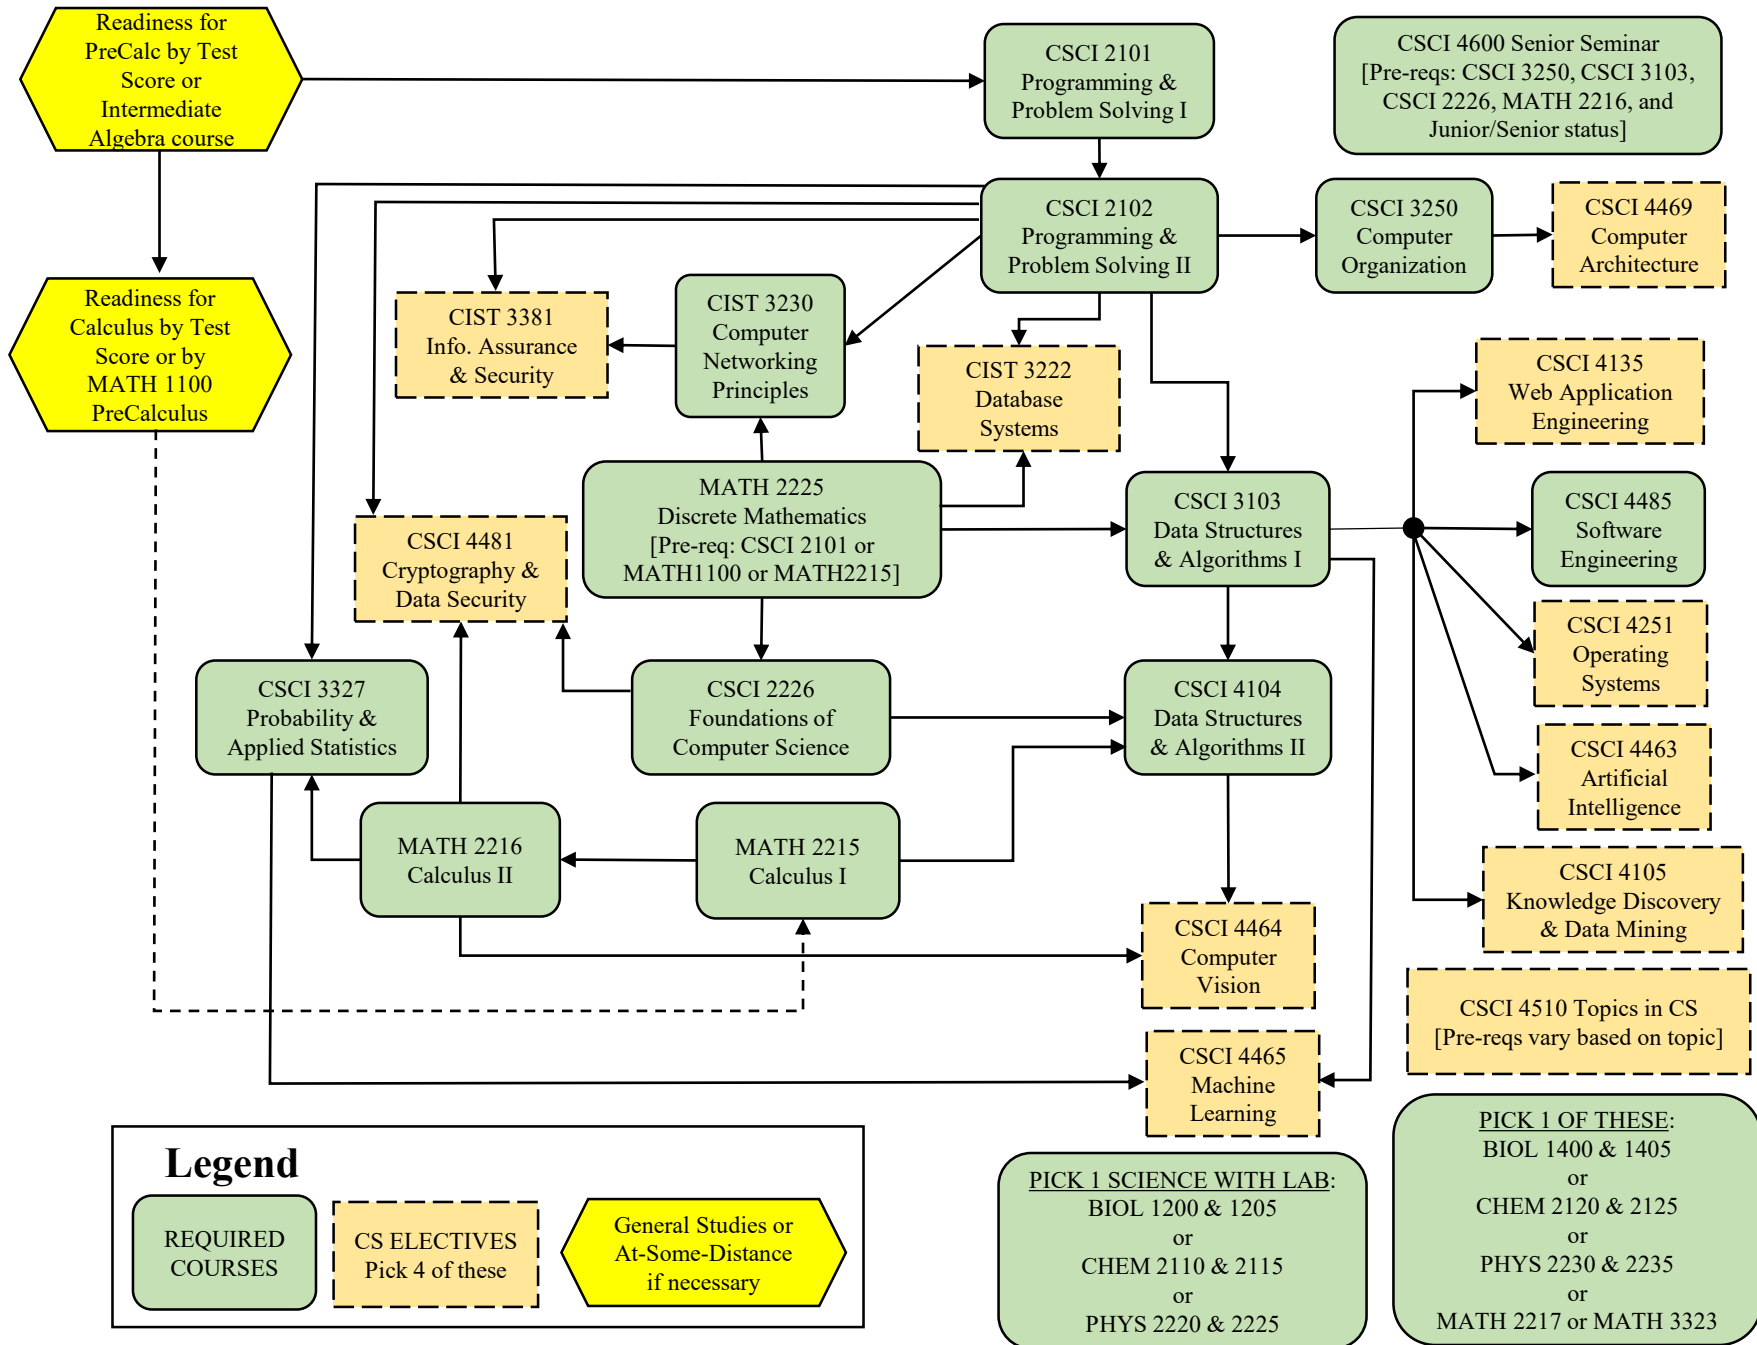 Readiness for
PreCalc by Test
Score or
Intermediate
Algebra course
CSCI 2101
Programming &
Problem Solving I
CSCI 4600 Senior Seminar
[Pre-reqs: CSCI 3250, CSCI 3103,
CSCI 2226, MATH 2216, and
Junior/Senior status]
CSCI 2102
Programming &
Problem Solving II
CSCI 3250
Computer
Organization
CSCI 4469
Computer
Architecture
Readiness for
Calculus by Test
Score or by
MATH 1100
PreCalculus
CIST 3381
Info. Assurance
& Security
CIST 3230
Computer
Networking
Principles
CIST 3222
Database
Systems
CSCI 4135
Web Application
Engineering
MATH 2225
Discrete Mathematics
[Pre-req: CSCI 2101 or
MATH1100 or MATH2215]
CSCI 3103
Data Structures
& Algorithms I
CSCI 4485
Software
Engineering
CSCI 4481
Cryptography &
Data Security
CSCI 4251
Operating
Systems
CSCI 3327
Probability &
Applied Statistics
CSCI 2226
Foundations of
Computer Science
CSCI 4104
Data Structures
& Algorithms II
CSCI 4463
Artificial
Intelligence
MATH 2216
Calculus II
MATH 2215
Calculus I
CSCI 4105
Knowledge Discovery
& Data Mining
CSCI 4464
Computer
Vision
CSCI 4510 Topics in CS
[Pre-reqs vary based on topic]
CSCI 4465
Machine
Learning
Legend
REQUIRED
COURSES
CS ELECTIVES
Pick 4 of these
General Studies or
At-Some-Distance
if necessary
PICK 1 SCIENCE WITH LAB:
BIOL 1200 & 1205
or
CHEM 2110 & 2115
or
PHYS 2220 & 2225
PICK 1 OF THESE:
BIOL 1400 & 1405
or
CHEM 2120 & 2125
or
PHYS 2230 & 2235
or
MATH 2217 or MATH 3323